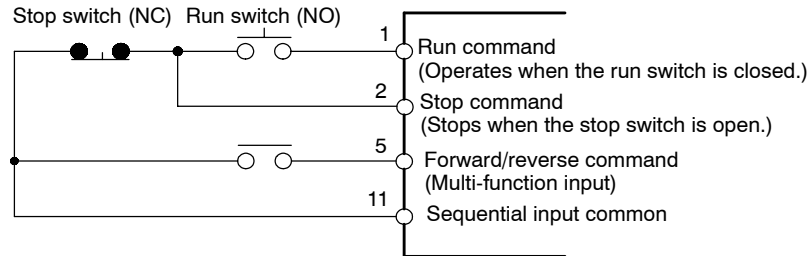 Stop switch (NC) Run switch (NO)
1
Run command
(Operates when the run switch is closed.)
2
Stop command
(Stops when the stop switch is open.)
5
Forward/reverse command
(Multi-function input)
11
Sequential input common